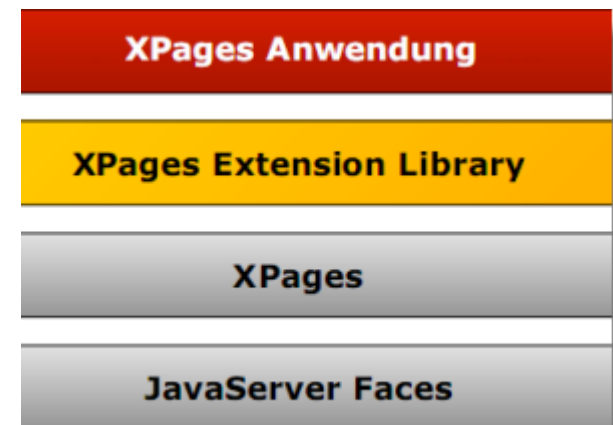 XPages Anwendung
XPages Extension Library
XPages
JavaServer Faces